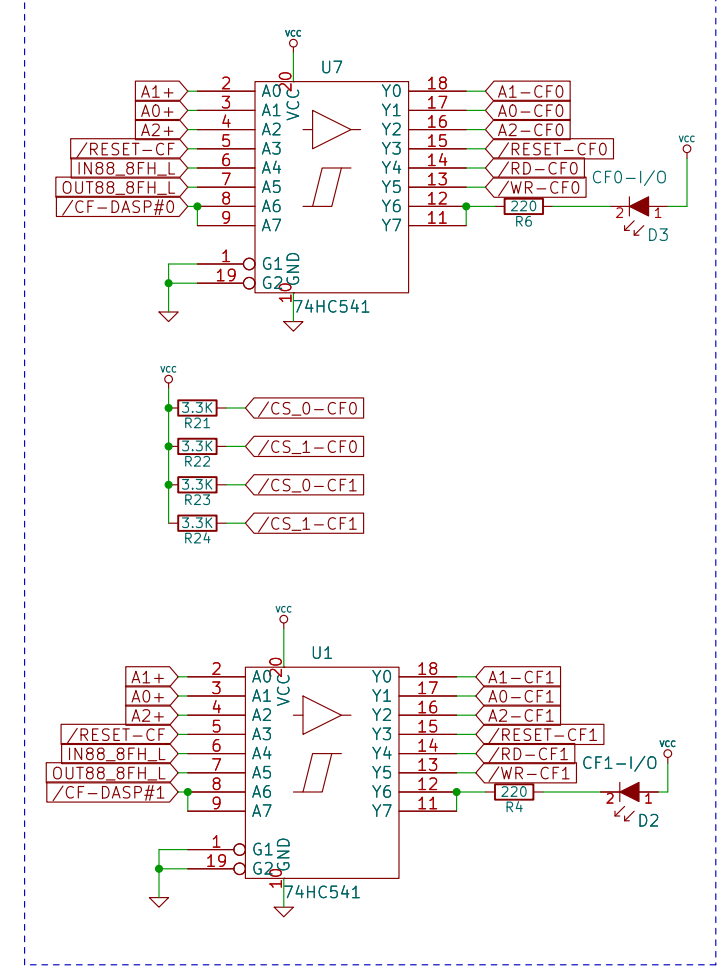 VCC
U7
20
VCC
A1+ 2 A0 Y0 18 A1-CF0
A0+ 3 A1 Y1 17 A0-CF0
A2+ 4 A2 Y2 16 A2-CF0
/RESET-CF 5 A3 Y3 15 /RESET-CF0
IN88_8FH_L 6 A4 Y4 14 /RD-CF0
OUT88_8FH_L 7 A5 Y5 13 /WR-CF0
/CF-DASP#0 8 A6 Y6 12
9 A7 Y7 11
220
R6
CF0-I/O
VCC
2 1
D3
1 G1
19 G2
GND
10
74HC541
VCC
3.3K /CS_0-CF0
R21
3.3K /CS_1-CF0
R22
3.3K /CS_0-CF1
R23
3.3K /CS_1-CF1
R24
VCC
U1
20
VCC
A1+ 2 A0 Y0 18 A1-CF1
A0+ 3 A1 Y1 17 A0-CF1
A2+ 4 A2 Y2 16 A2-CF1
/RESET-CF 5 A3 Y3 15 /RESET-CF1
IN88_8FH_L 6 A4 Y4 14 /RD-CF1
OUT88_8FH_L 7 A5 Y5 13 /WR-CF1
/CF-DASP#1 8 A6 Y6 12
9 A7 Y7 11
220
R4
CF1-I/O
VCC
2 1
D2
1 G1
19 G2
GND
10
74HC541